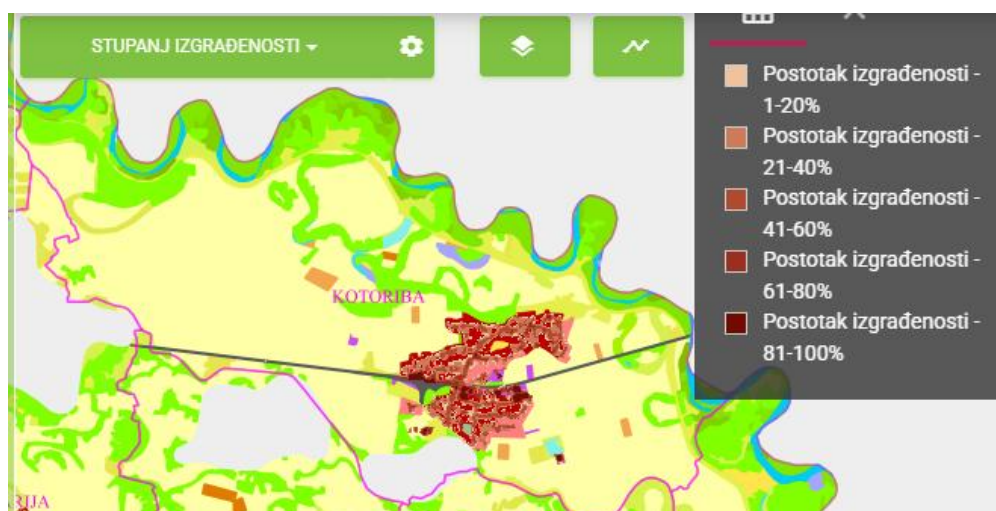 STUPANJ IZGRAĐENOSTI
Postotak izgrađenosti -
1-20%
Postotak izgrađenosti -
21-40%
Postotak izgrađenosti -
41-60%
Postotak izgrađenosti -
61-80%
Postotak izgrađenosti -
81-100%
KOTORIBA
RIJA